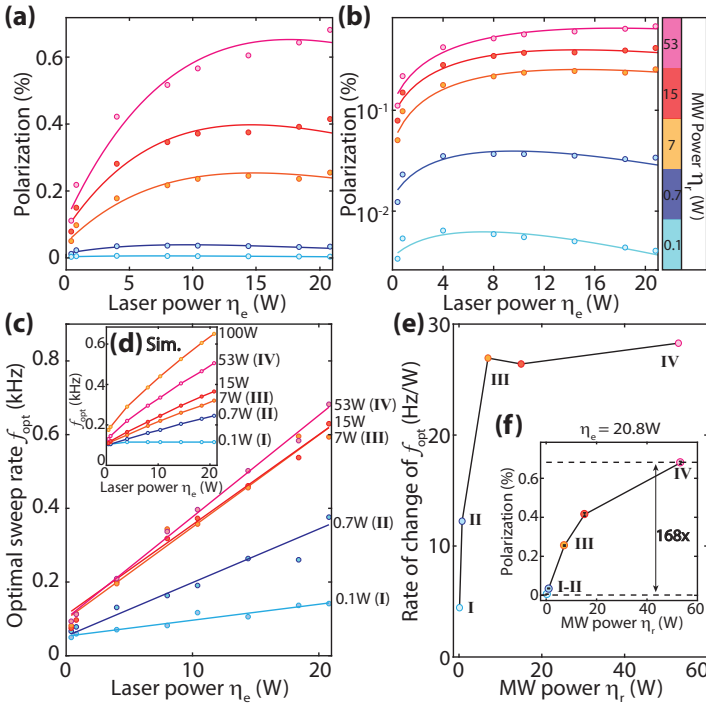 (a)
Polarization (%)
0.6
0.4
0.2
0
0 4 8 12 16 20
Laser power ηe (W)
(b)
Polarization (%)
10-1
10-2
0 4 8 12 16 20
Laser power ηe (W)
53
15
7
0.7
0.1
MW Power ηr (W)
(c)
Optimal sweep rate fopt (kHz)
0.8
0.6
0.4
0.2
0
0 5 10 15 20
Laser power ηe (W)
53W (IV)
15W
7W (III)
0.7W (II)
0.1W (I)
(d) Sim.
fopt (kHz)
0.6
0.4
0.2
0
0 5 10 15 20
Laser power ηe (W)
100W
53W (IV)
15W
7W (III)
0.7W (II)
0.1W (I)
(e)
Rate of change of fopt (Hz/W)
30
20
10
0
0 20 40 60
MW power ηr (W)
I
II
III
IV
(f)
ηe = 20.8W
Polarization (%)
0.6
0.4
0.2
0
0 20 40 60
MW power ηr (W)
I-II
III
IV
168x